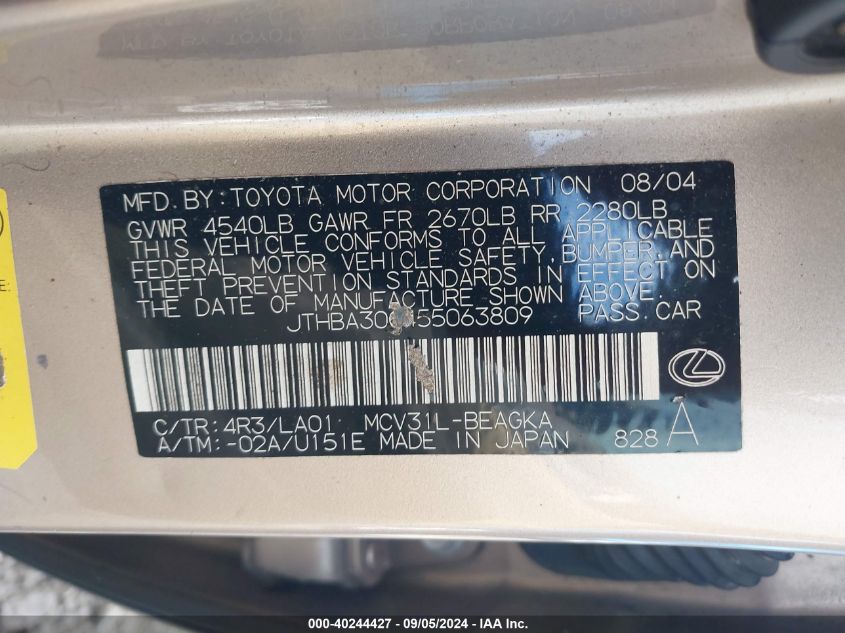 MFD. BY: TOYOTA MOTOR CORPORATION 08/04
GVWR 4540LB GAWR FR 2670LB RR 2280LB
THIS VEHICLE CONFORMS TO ALL APPLICABLE
FEDERAL MOTOR VEHICLE SAFETY, BUMPER, AND
THEFT PREVENTION STANDARDS IN EFFECT ON
THE DATE OF MANUFACTURE SHOWN ABOVE.
PASS. CAR
C/TR: 4R3/LA01 MCV31L-BEAGKA
A/TM: -02A/U151E MADE IN JAPAN 828 A
000-40244427 - 09/05/2024 - IAA Inc.